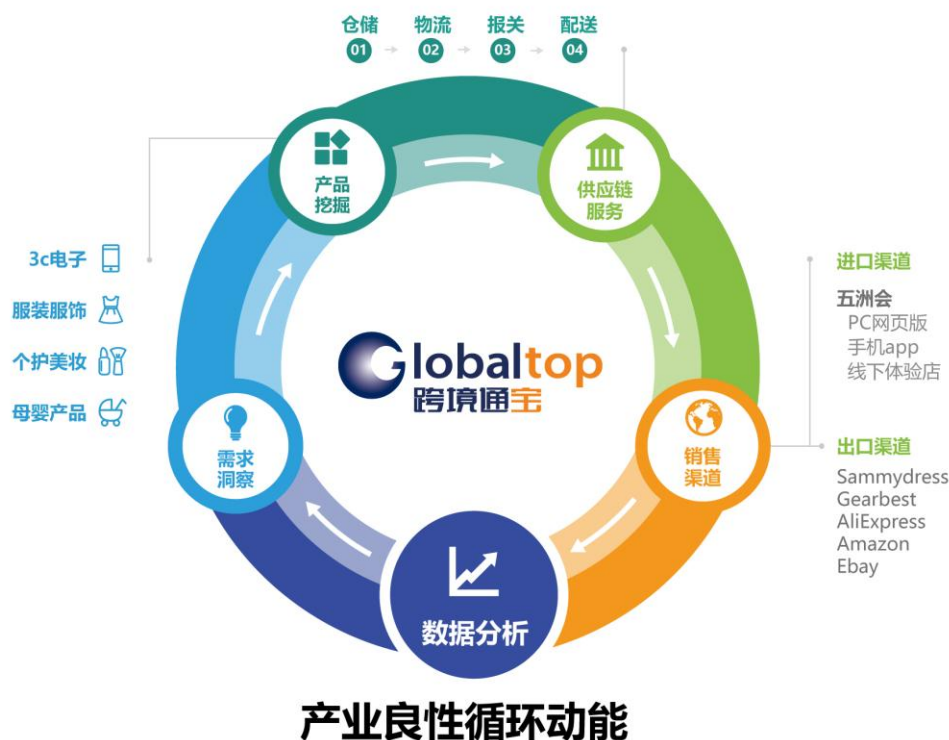 仓储 物流 报关 配送
01 02 03 04
产品
挖掘
供应链
服务
3c电子
服装服饰
个护美妆
母婴产品
Globaltop
跨境通宝
进口渠道
五洲会
PC网页版
手机app
线下体验店
需求
洞察
销售
渠道
出口渠道
Sammydress
Gearbest
AliExpress
Amazon
Ebay
数据分析
产业良性循环动能